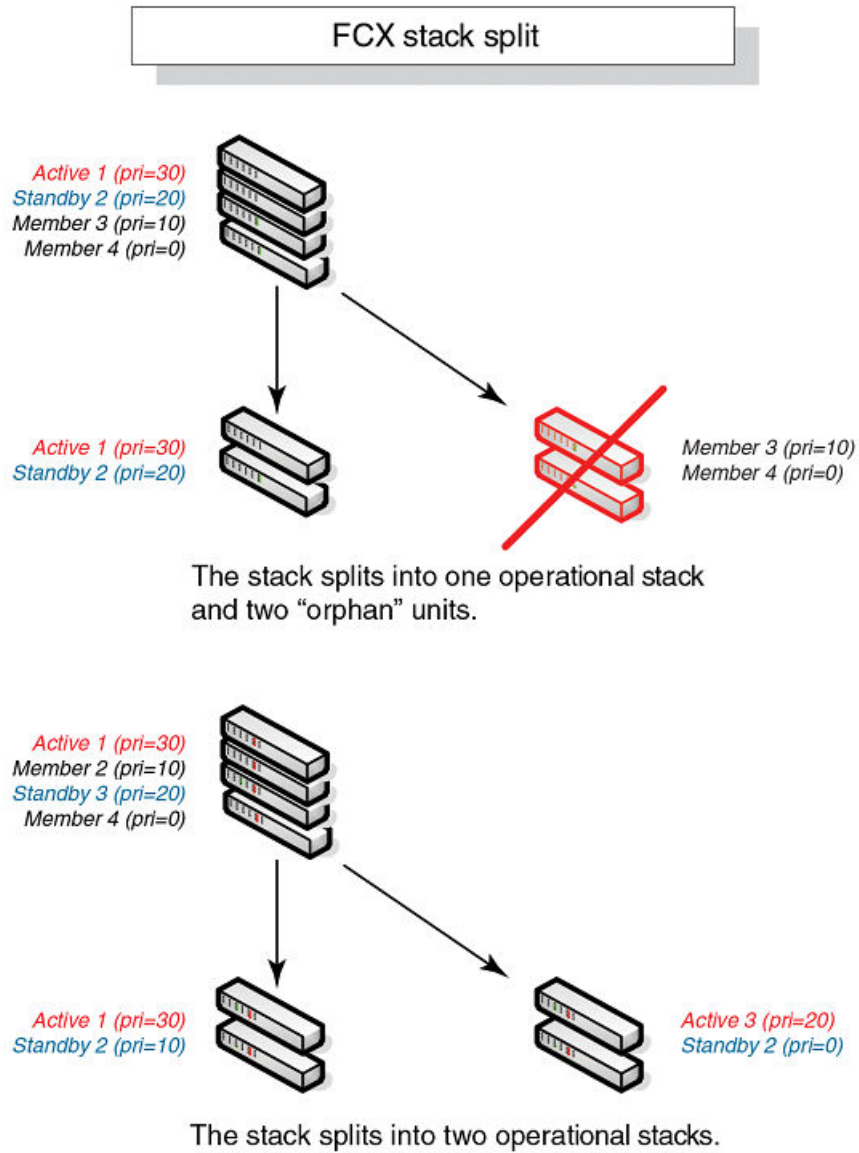 FCX stack split
Active 1 (pri=30)
Standby 2 (pri=20)
Member 3 (pri=10)
Member 4 (pri=0)
Active 1 (pri=30)
Standby 2 (pri=20)
Member 3 (pri=10)
Member 4 (pri=0)
The stack splits into one operational stack
and two “orphan” units.
Active 1 (pri=30)
Member 2 (pri=10)
Standby 3 (pri=20)
Member 4 (pri=0)
Active 1 (pri=30)
Standby 2 (pri=10)
Active 3 (pri=20)
Standby 2 (pri=0)
The stack splits into two operational stacks.